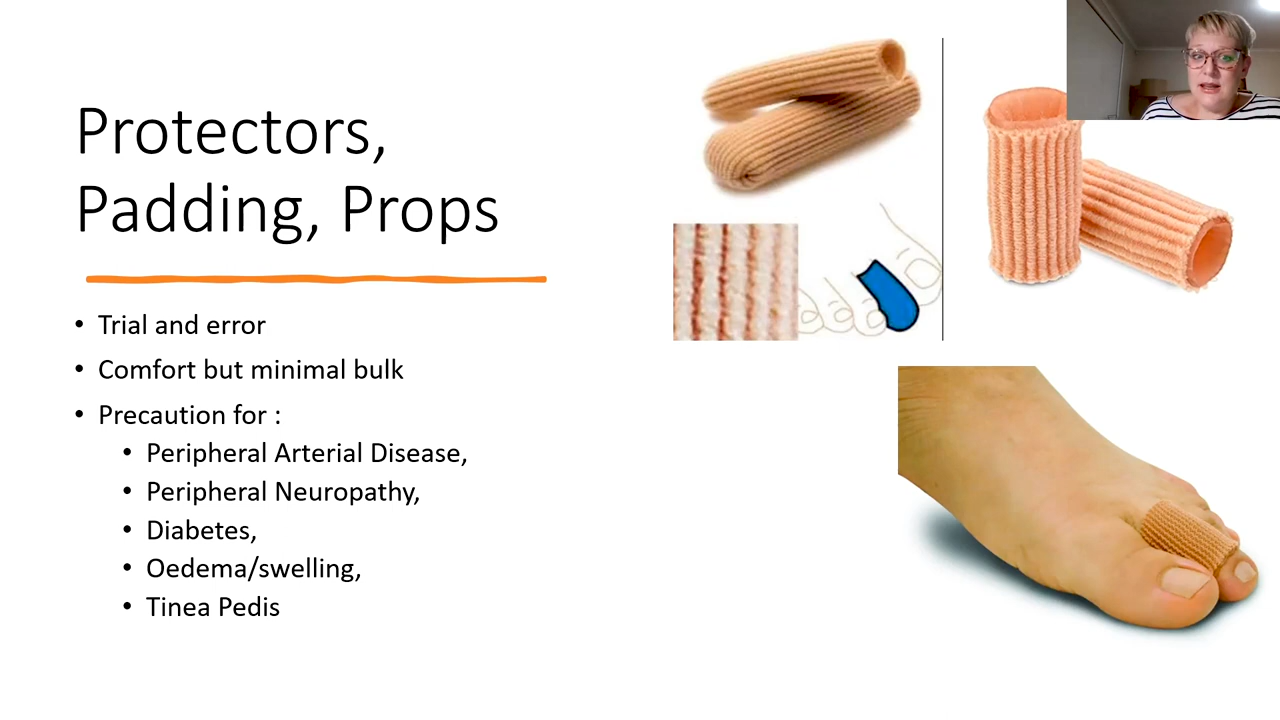 Protectors,
Padding, Props
• Trial and error
• Comfort but minimal bulk
• Precaution for :
• Peripheral Arterial Disease,
• Peripheral Neuropathy,
• Diabetes,
• Oedema/swelling,
• Tinea Pedis